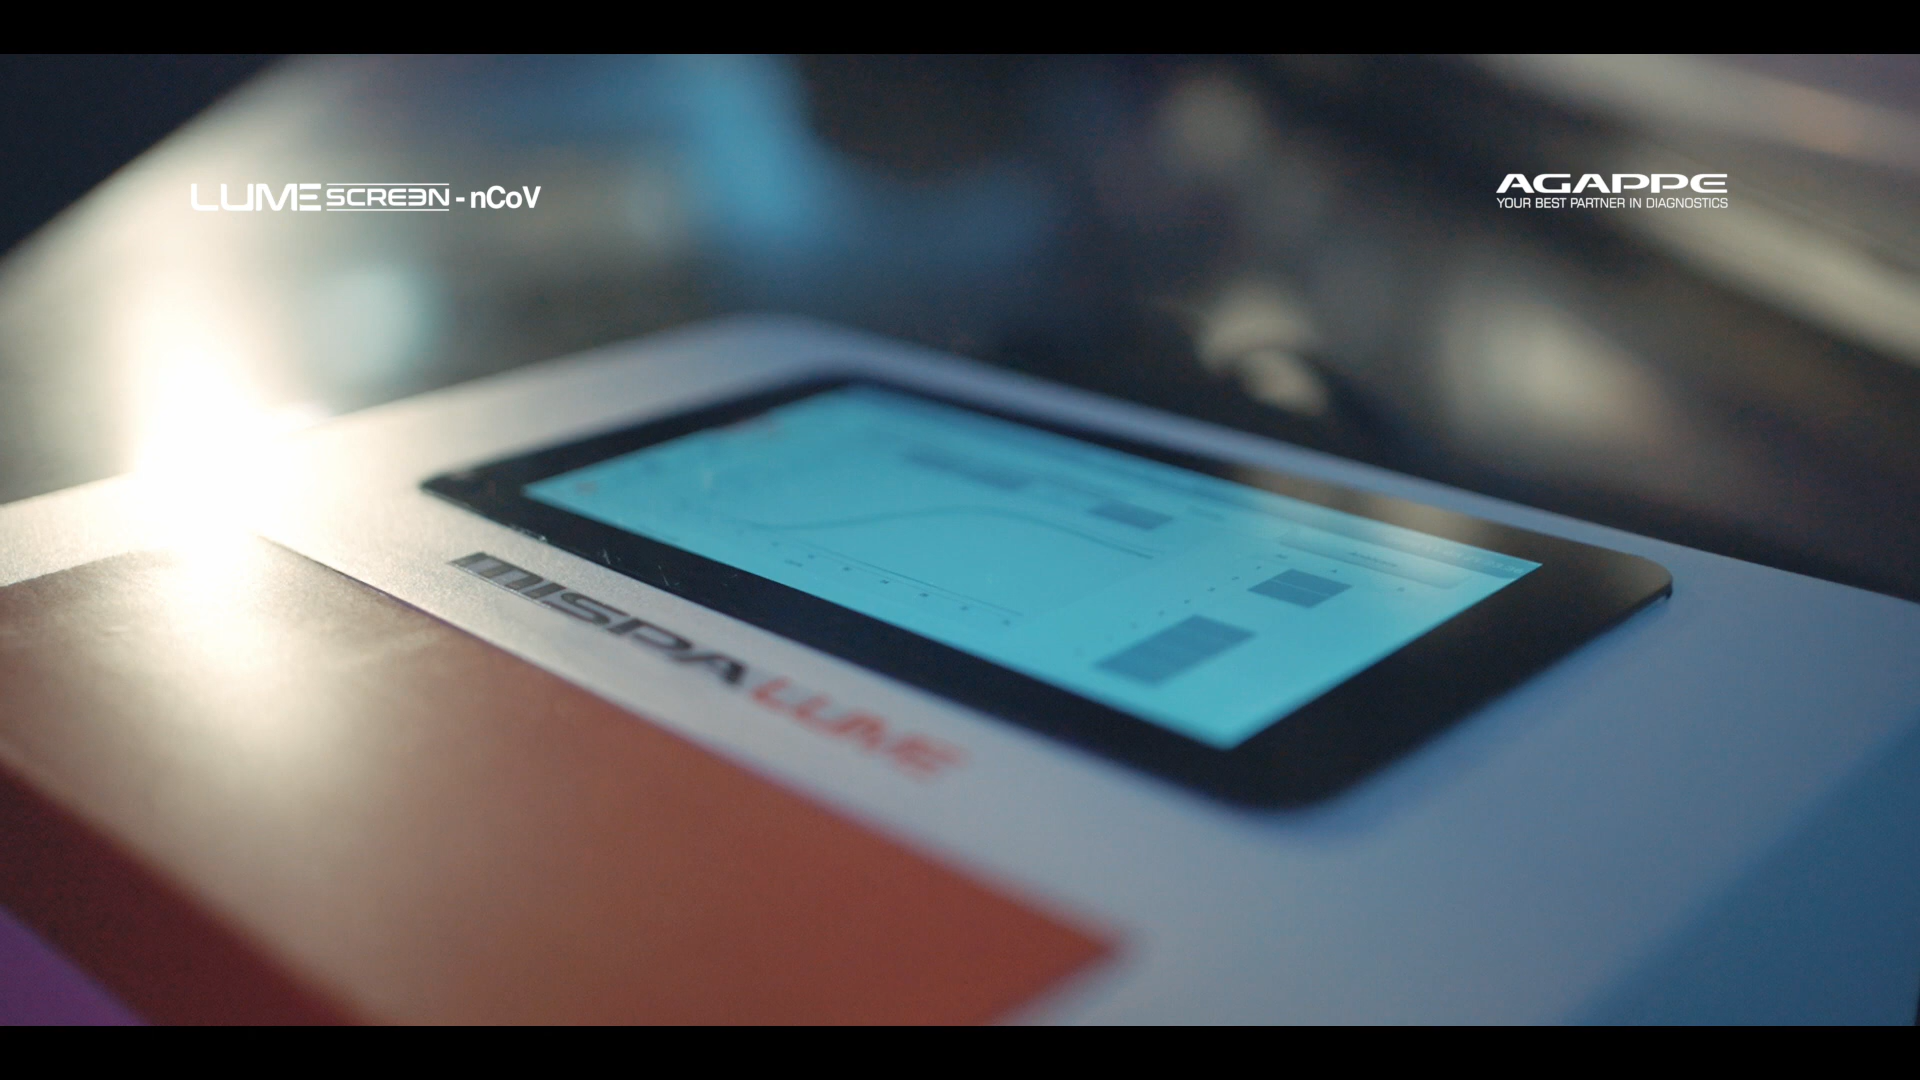 LUMESCREEN - nCoV
AGAPPE
YOUR BEST PARTNER IN DIAGNOSTICS
MISPA LUME